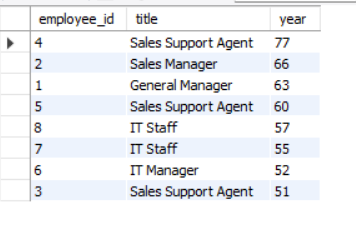 employee_id title year
4 Sales Support Agent 77
2 Sales Manager 66
1 General Manager 63
5 Sales Support Agent 60
8 IT Staff 57
7 IT Staff 55
6 IT Manager 52
3 Sales Support Agent 51